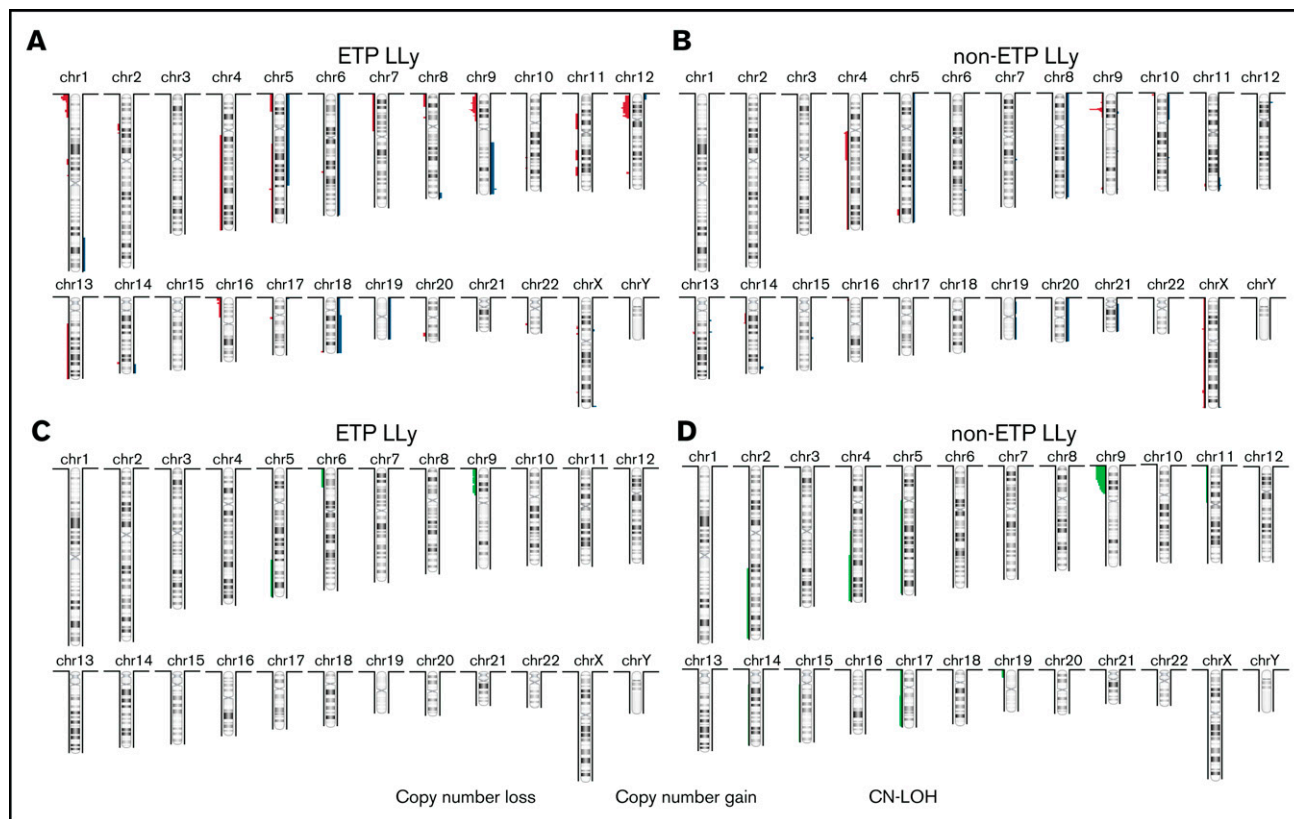 A
ETP LLy
chr1 chr2 chr3 chr4 chr5 chr6 chr7 chr8 chr9 chr10 chr11 chr12
chr13 chr14 chr15 chr16 chr17 chr18 chr19 chr20 chr21 chr22 chrX chrY
B
non-ETP LLy
chr1 chr2 chr3 chr4 chr5 chr6 chr7 chr8 chr9 chr10 chr11 chr12
chr13 chr14 chr15 chr16 chr17 chr18 chr19 chr20 chr21 chr22 chrX chrY
C
ETP LLy
chr1 chr2 chr3 chr4 chr5 chr6 chr7 chr8 chr9 chr10 chr11 chr12
chr13 chr14 chr15 chr16 chr17 chr18 chr19 chr20 chr21 chr22 chrX chrY
D
non-ETP LLy
chr1 chr2 chr3 chr4 chr5 chr6 chr7 chr8 chr9 chr10 chr11 chr12
chr13 chr14 chr15 chr16 chr17 chr18 chr19 chr20 chr21 chr22 chrX chrY
Copy number loss Copy number gain CN-LOH